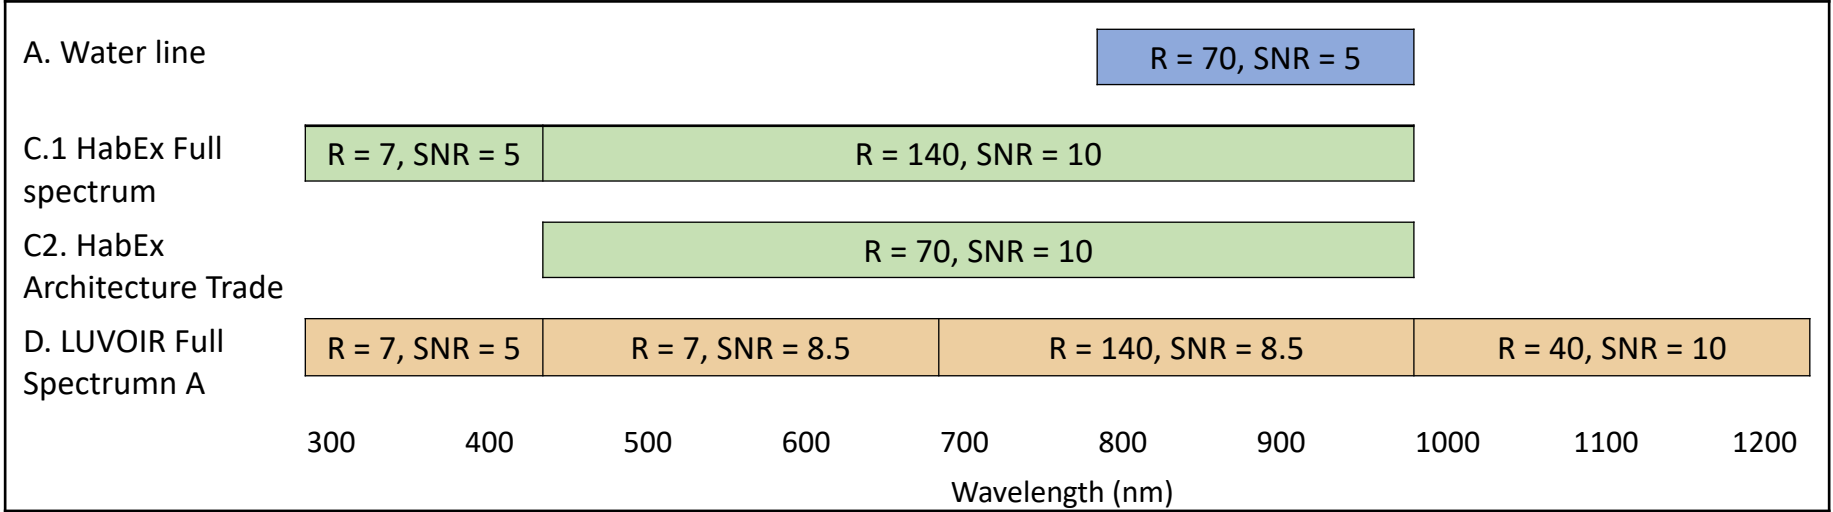 A. Water line
R = 70, SNR = 5
C.1 HabEx Full
spectrum
R = 7, SNR = 5
R = 140, SNR = 10
C2. HabEx
Architecture Trade
R = 70, SNR = 10
D. LUVOIR Full
Spectrumn A
R = 7, SNR = 5
R = 7, SNR = 8.5
R = 140, SNR = 8.5
R = 40, SNR = 10
300 400 500 600 700 800 900 1000 1100 1200
Wavelength (nm)